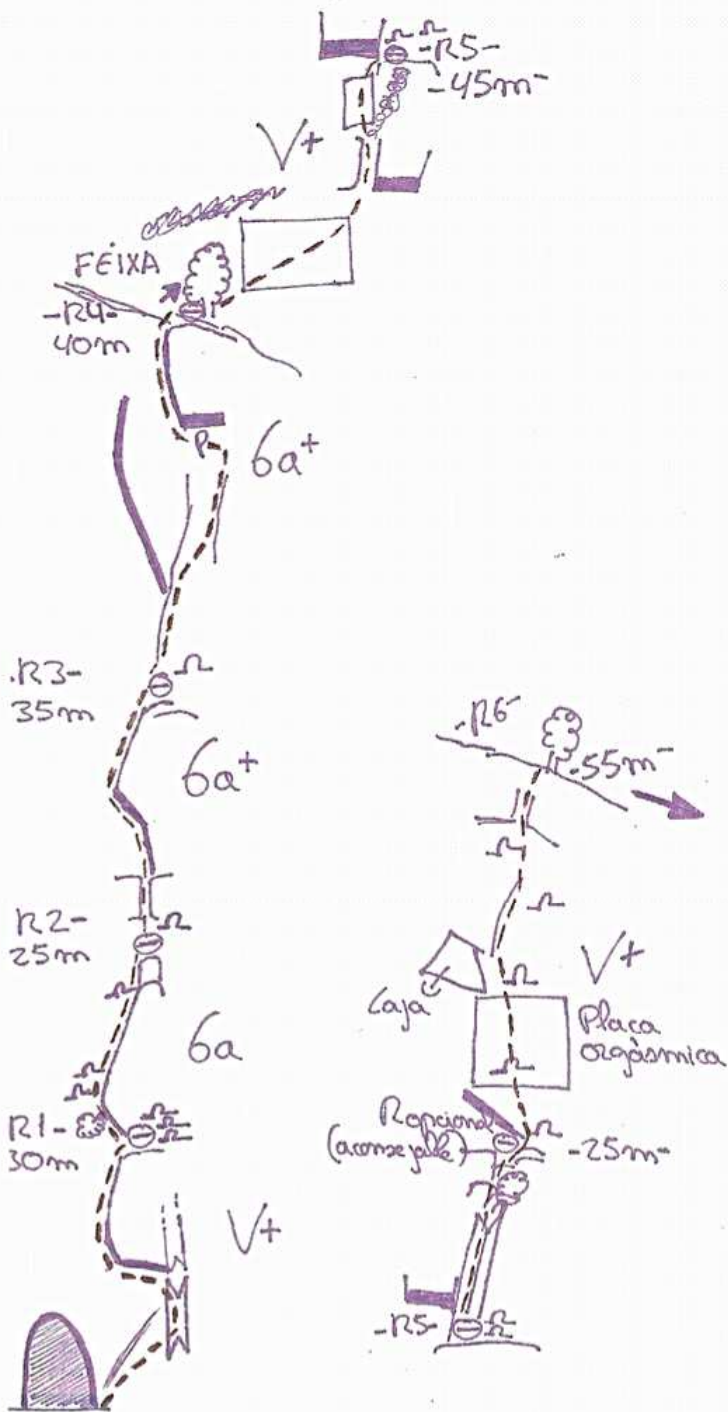 -R5-
-45m-
V+
FEIXA
-R4-
40m
P
6a+
R3-
35m
6a+
R2-
25m
6a
R1-
30m
V+
R6-
-55m-
V+
Caja
Placa
orgásmica
R opcional
(aconsejable)
-25m-
-R5-